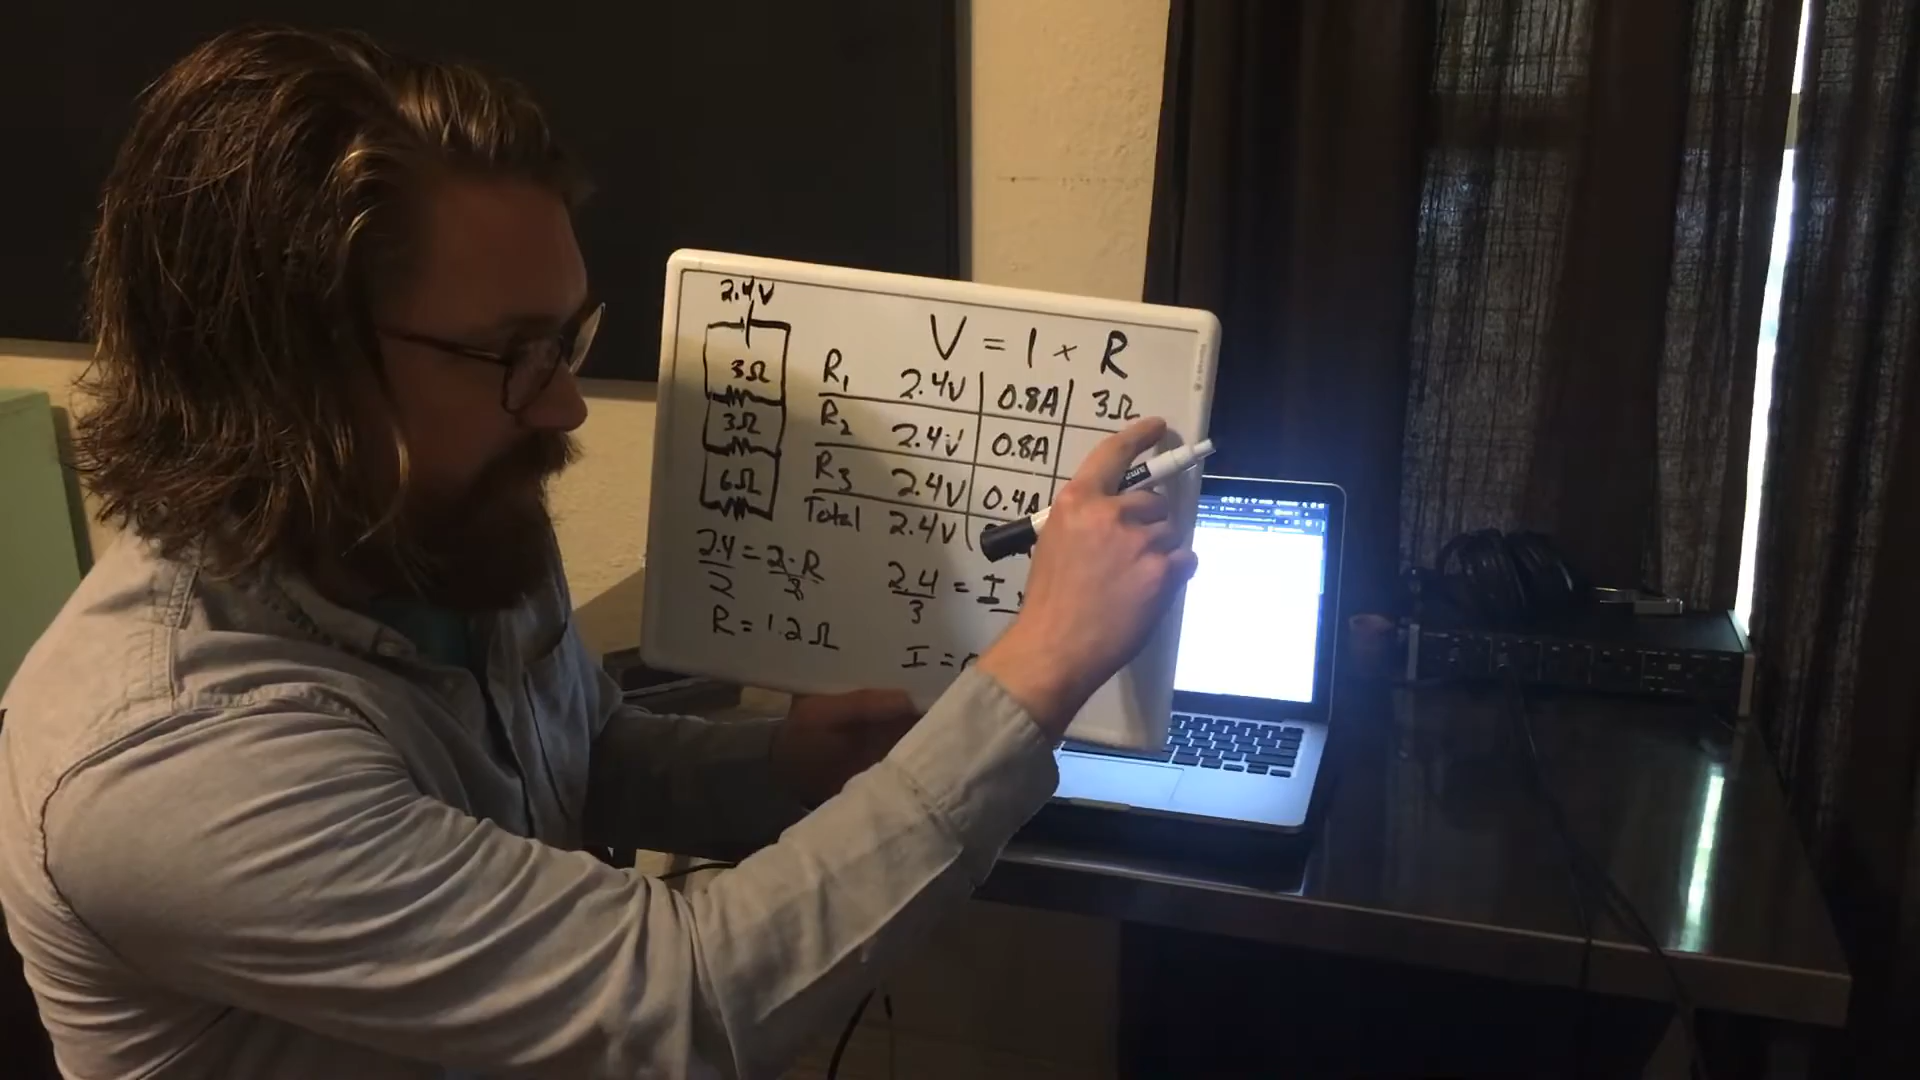 2.4V
3Ω
3Ω
6Ω
V = I × R
R₁ 2.4V 0.8A 3Ω
R₂ 2.4V 0.8A
R₃ 2.4V 0.4A
Total 2.4V
2.4/2 = 2·R/2
R = 1.2Ω
2.4/3 = I ×
I =